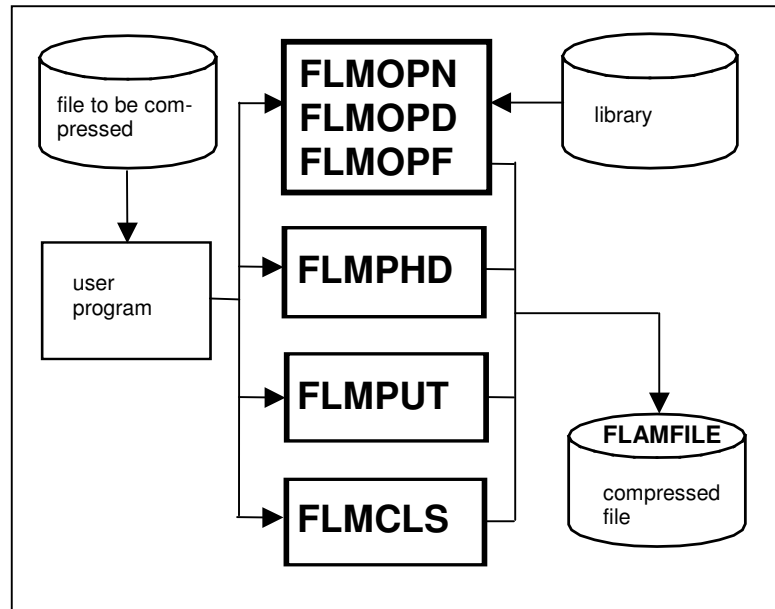 file to be com-
pressed
FLMOPN
FLMOPD
FLMOPF
library
user
program
FLMPHD
FLMPUT
FLMCLS
FLAMFILE
compressed
file